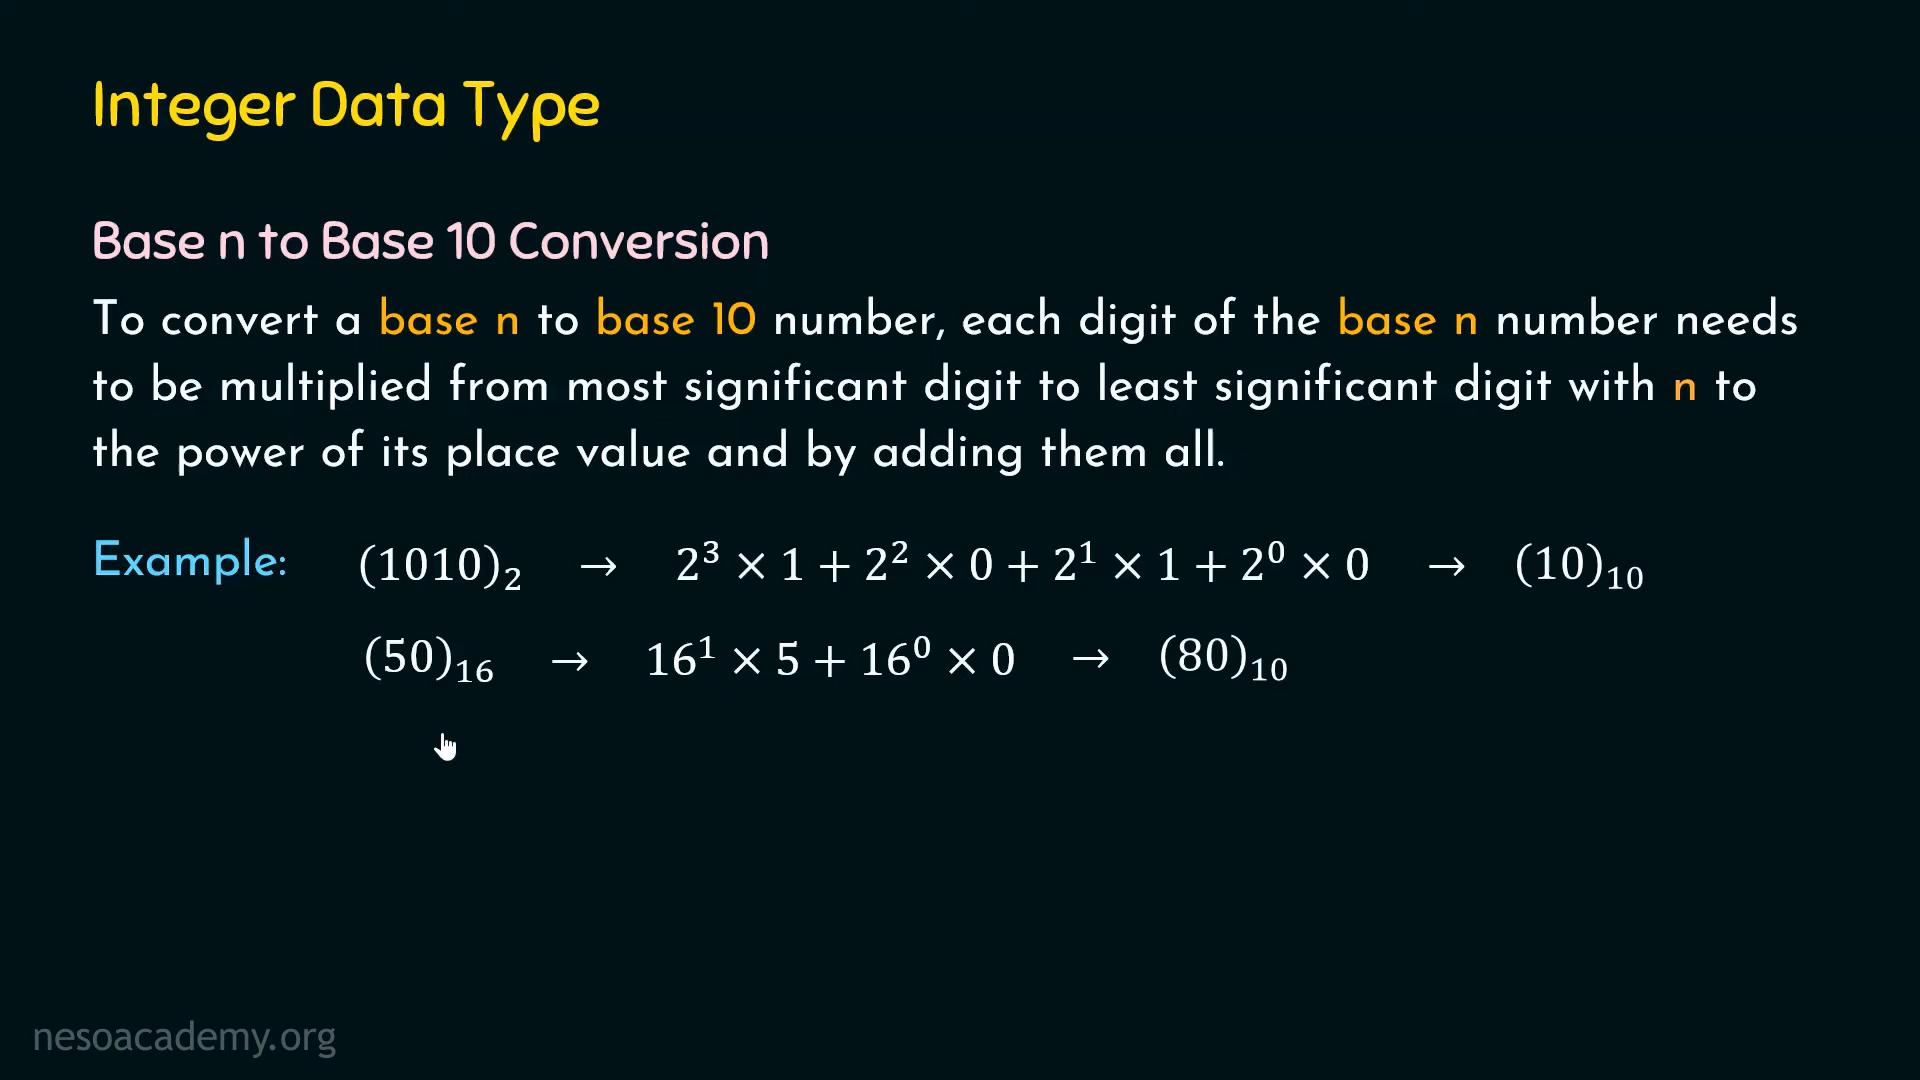 Integer Data Type
Base n to Base 10 Conversion
To convert a base n to base 10 number, each digit of the base n number needs
to be multiplied from most significant digit to least significant digit with n to
the power of its place value and by adding them all.
Example: (1010)₂ → 2³ × 1 + 2² × 0 + 2¹ × 1 + 2⁰ × 0 → (10)₁₀
(50)₁₆ → 16¹ × 5 + 16⁰ × 0 → (80)₁₀
nesoacademy.org